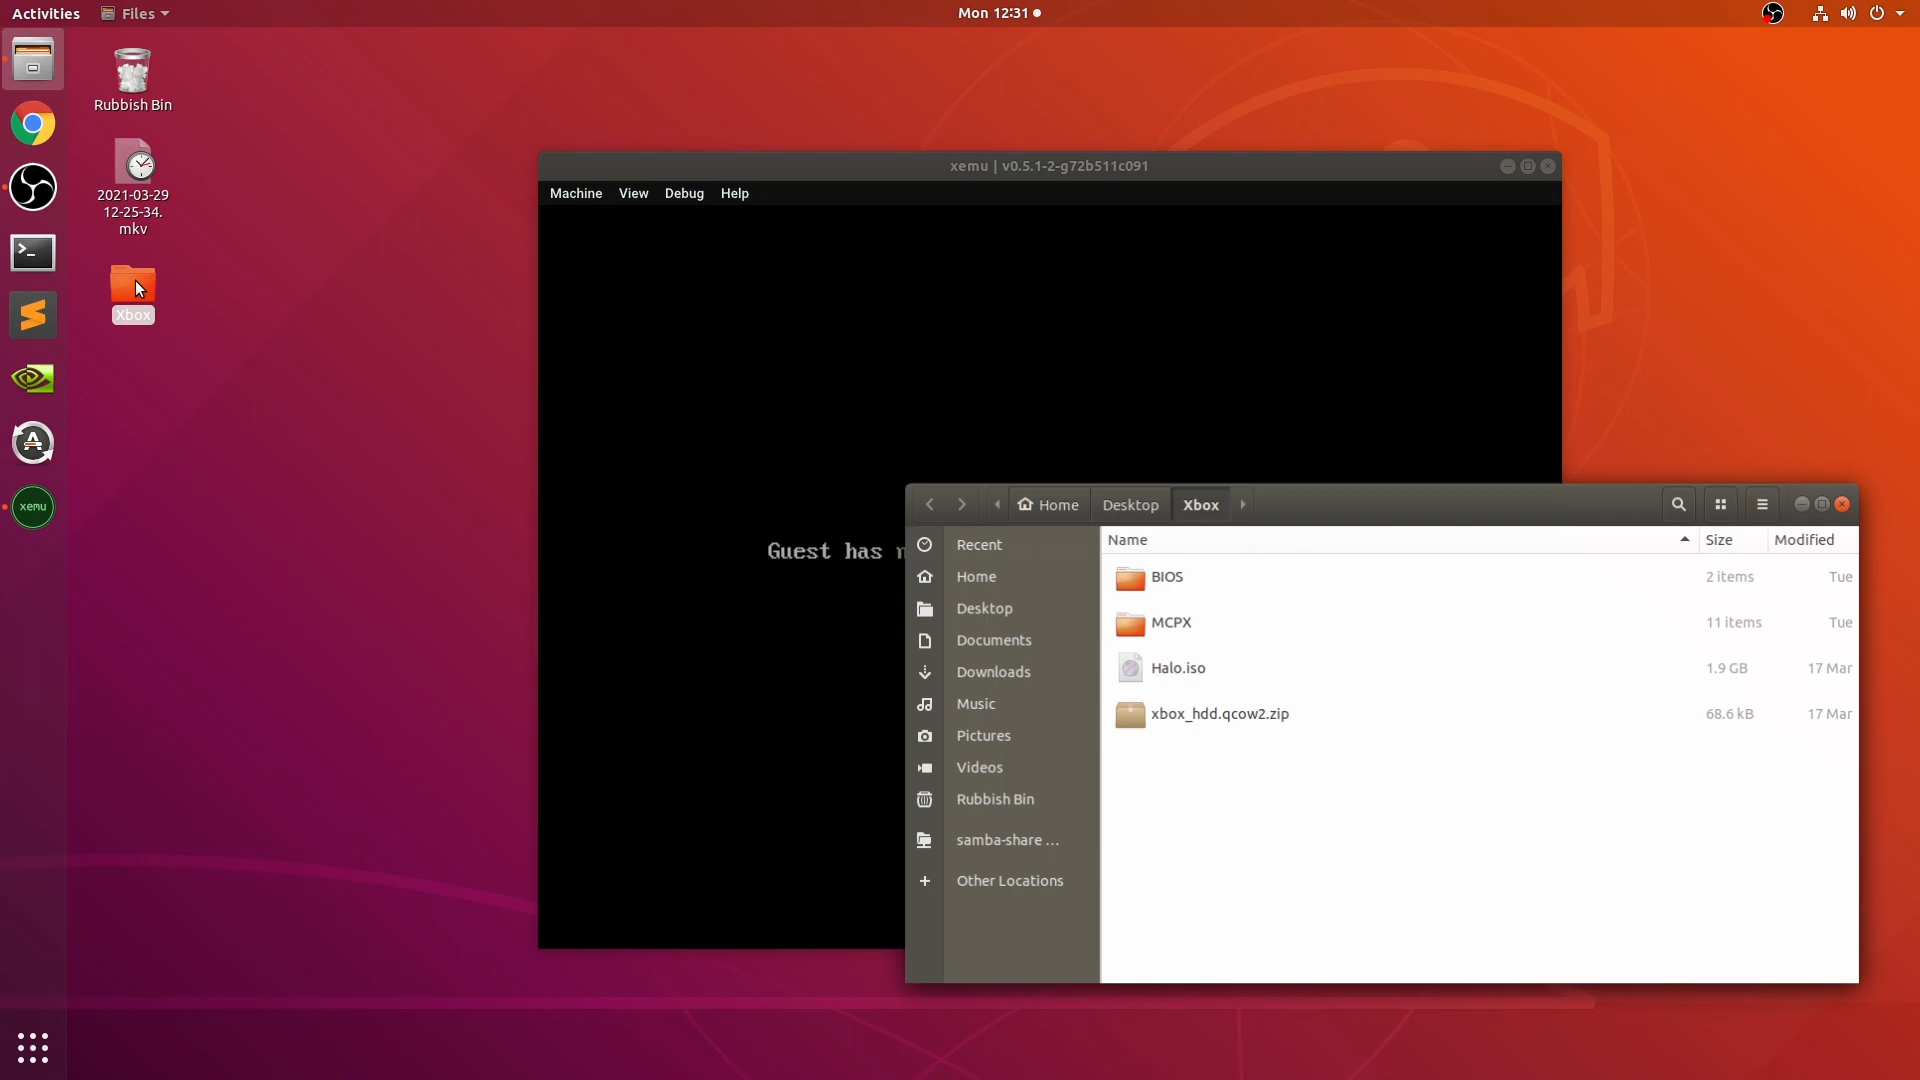 Activities
Files
Mon 12:31
Rubbish Bin
2021-03-29
12-25-34.
mkv
Xbox
xemu
xemu | v0.5.1-2-g72b511c091
Machine View Debug Help
Guest has
Home Desktop Xbox
Recent
Home
Desktop
Documents
Downloads
Music
Pictures
Videos
Rubbish Bin
samba-share ...
Other Locations
Name Size Modified
BIOS 2 items Tue
MCPX 11 items Tue
Halo.iso 1.9 GB 17 Mar
xbox_hdd.qcow2.zip 68.6 kB 17 Mar